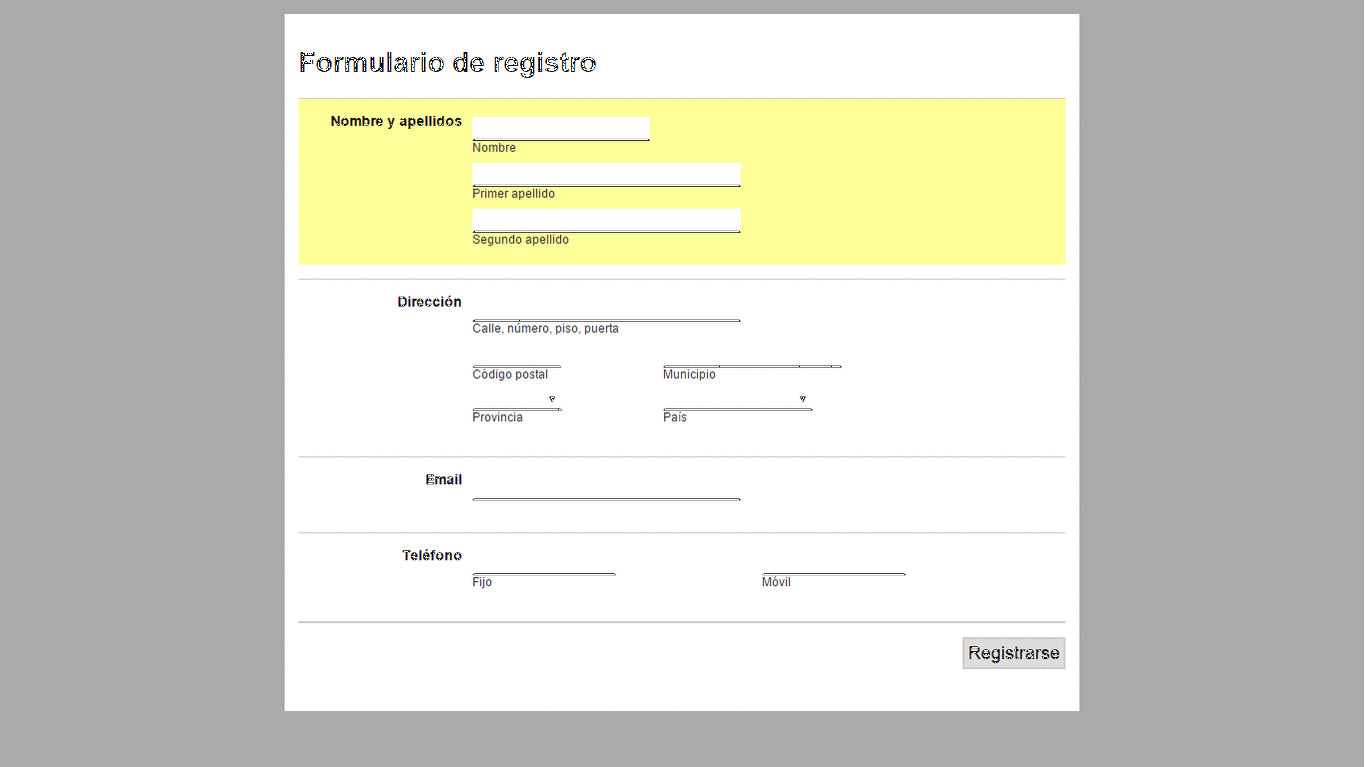 Formulario de registro
Nombre y apellidos
Nombre
Primer apellido
Segundo apellido
Dirección
Calle, número, piso, puerta
Código postal Municipio
Provincia País
Email
Teléfono
Fijo Móvil
Registrarse